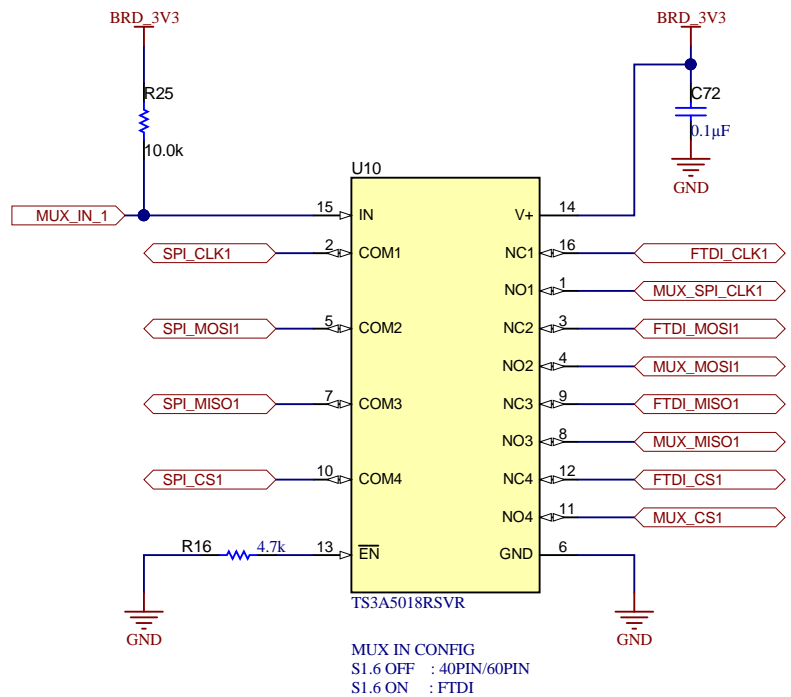 BRD_3V3
BRD_3V3
R25
10.0k
C72
0.1µF
GND
U10
MUX_IN_1
15
IN
V+
14
SPI_CLK1
2
COM1
NC1
16
FTDI_CLK1
NO1
1
MUX_SPI_CLK1
SPI_MOSI1
5
COM2
NC2
3
FTDI_MOSI1
NO2
4
MUX_MOSI1
SPI_MISO1
7
COM3
NC3
9
FTDI_MISO1
NO3
8
MUX_MISO1
SPI_CS1
10
COM4
NC4
12
FTDI_CS1
NO4
11
MUX_CS1
R16
4.7k
13
EN
GND
6
GND
GND
TS3A5018RSVR
MUX IN CONFIG
S1.6 OFF : 40PIN/60PIN
S1.6 ON : FTDI